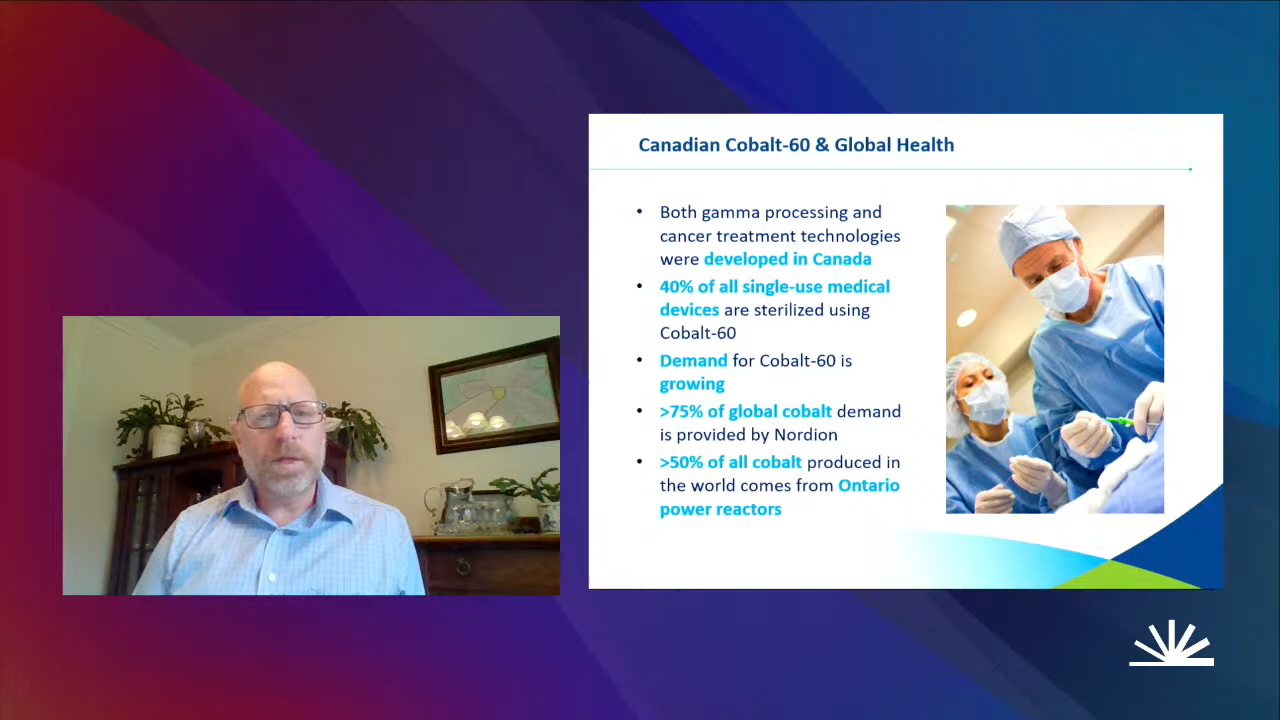 Canadian Cobalt-60 & Global Health
• Both gamma processing and
cancer treatment technologies
were developed in Canada
• 40% of all single-use medical
devices are sterilized using
Cobalt-60
• Demand for Cobalt-60 is
growing
• >75% of global cobalt demand
is provided by Nordion
• >50% of all cobalt produced in
the world comes from Ontario
power reactors